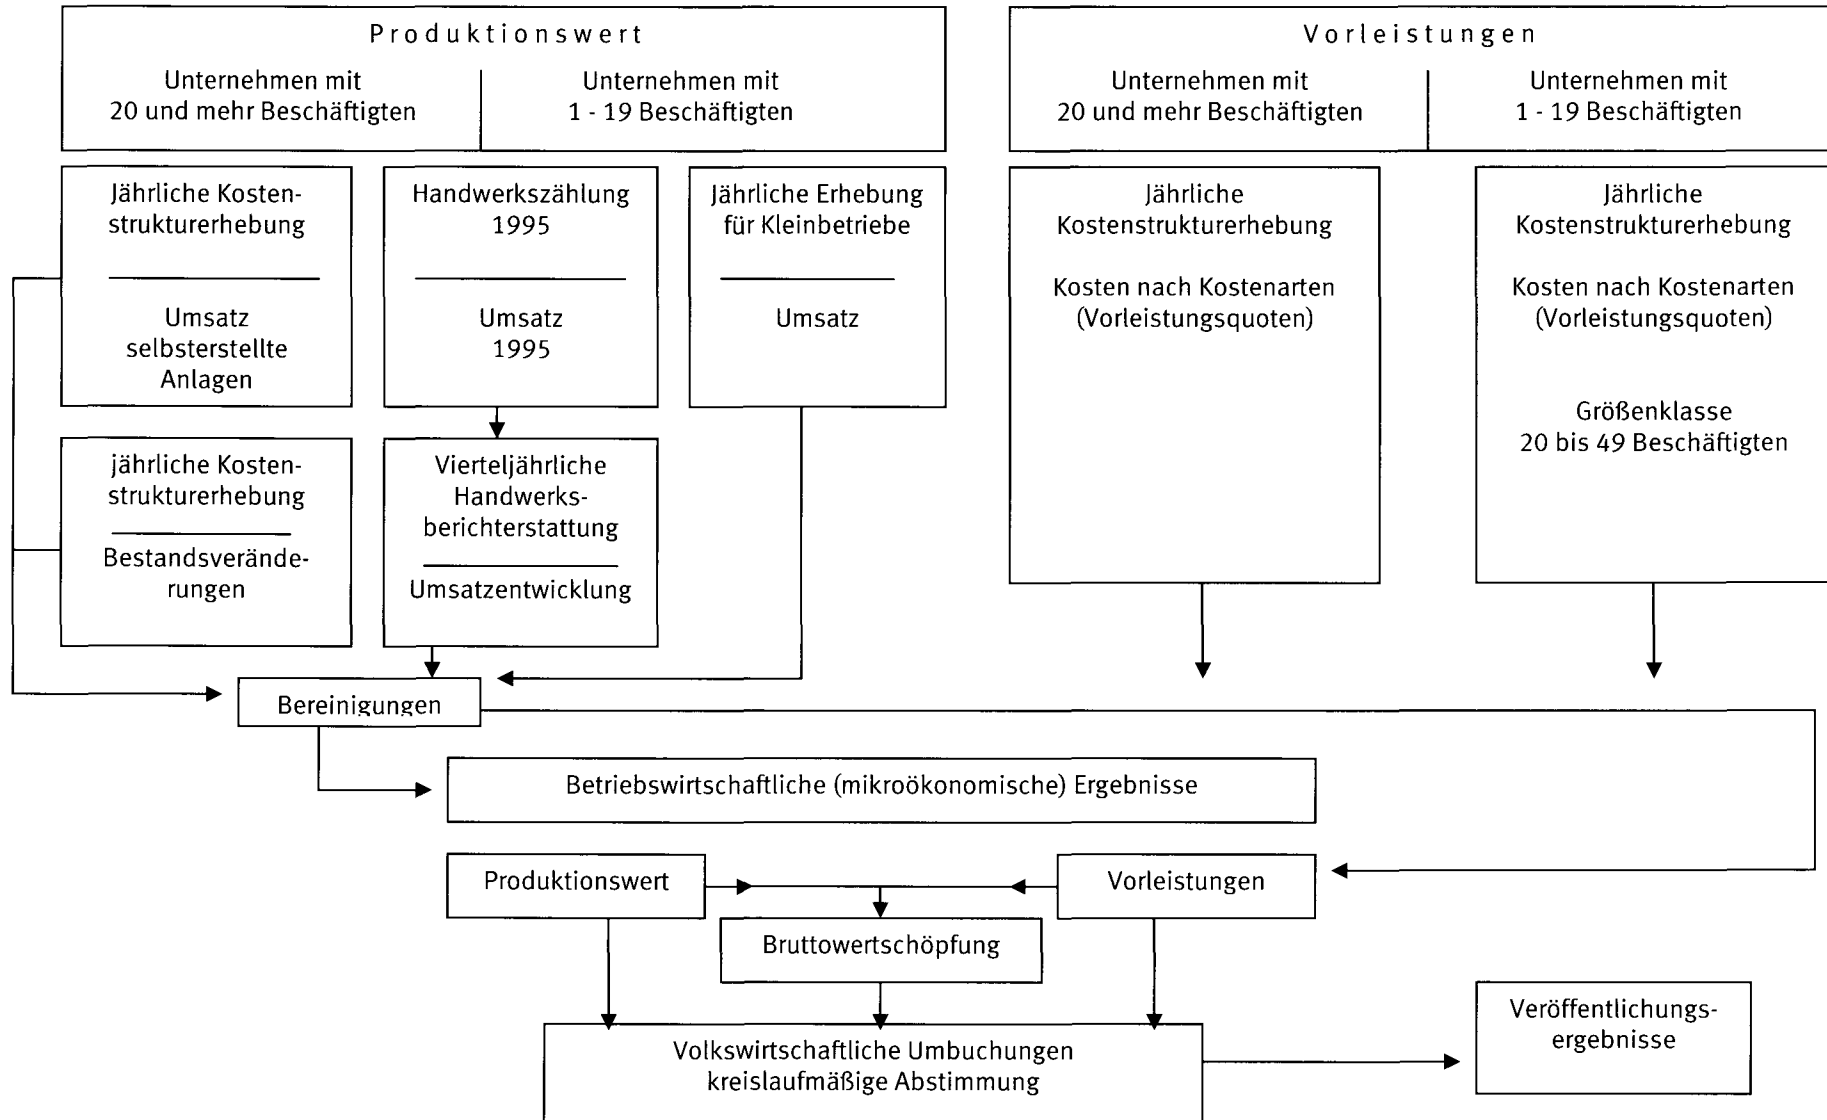 Produktionswert
Unternehmen mit
20 und mehr Beschäftigten
Unternehmen mit
1 - 19 Beschäftigten
Vorleistungen
Unternehmen mit
20 und mehr Beschäftigten
Unternehmen mit
1 - 19 Beschäftigten
Jährliche Kosten-
strukturerhebung
Umsatz
selbsterstellte
Anlagen
Handwerkszählung
1995
Umsatz
1995
Jährliche Erhebung
für Kleinbetriebe
Umsatz
Jährliche
Kostenstrukturerhebung
Kosten nach Kostenarten
(Vorleistungsquoten)
Jährliche
Kostenstrukturerhebung
Kosten nach Kostenarten
(Vorleistungsquoten)
Größenklasse
20 bis 49 Beschäftigten
jährliche Kosten-
strukturerhebung
Bestandsverände-
rungen
Vierteljährliche
Handwerks-
berichterstattung
Umsatzentwicklung
Bereinigungen
Betriebswirtschaftliche (mikroökonomische) Ergebnisse
Produktionswert
Vorleistungen
Bruttowertschöpfung
Volkswirtschaftliche Umbuchungen
kreislaufmäßige Abstimmung
Veröffentlichungs-
ergebnisse